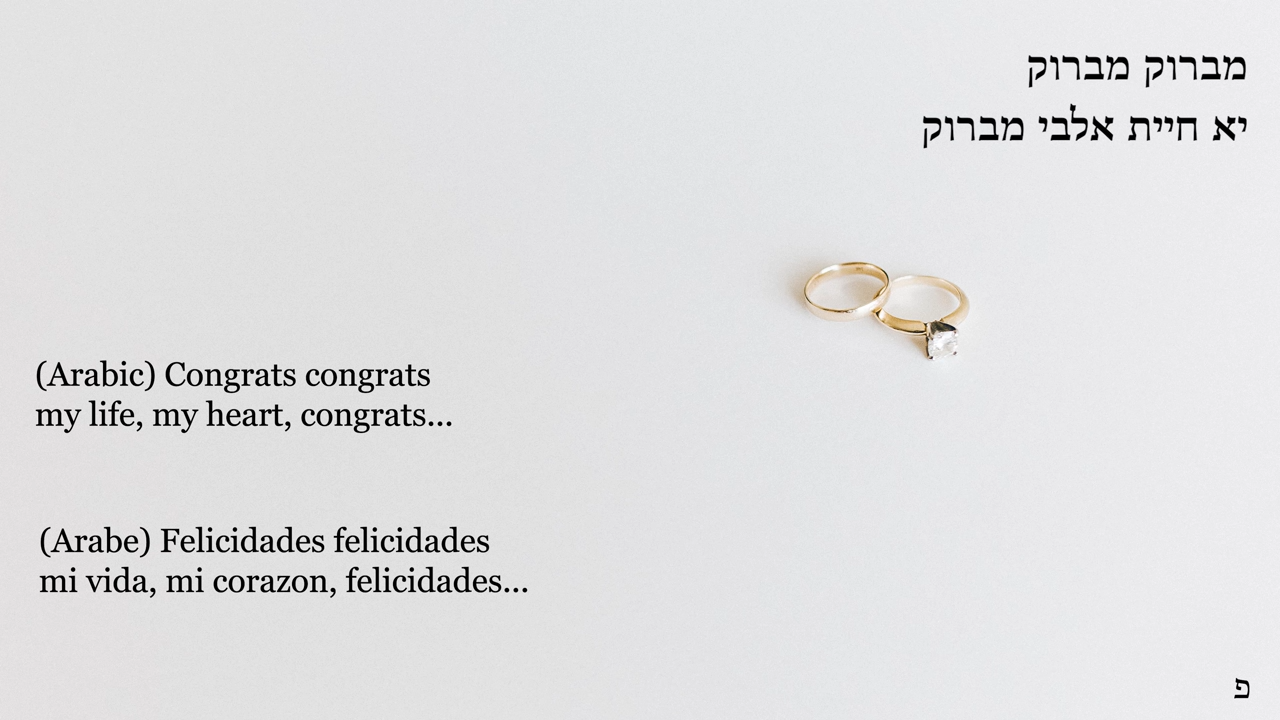 מברוק מברוק
יא חיית אלבי מברוק
(Arabic) Congrats congrats
my life, my heart, congrats...
(Arabe) Felicidades felicidades
mi vida, mi corazon, felicidades...
פ